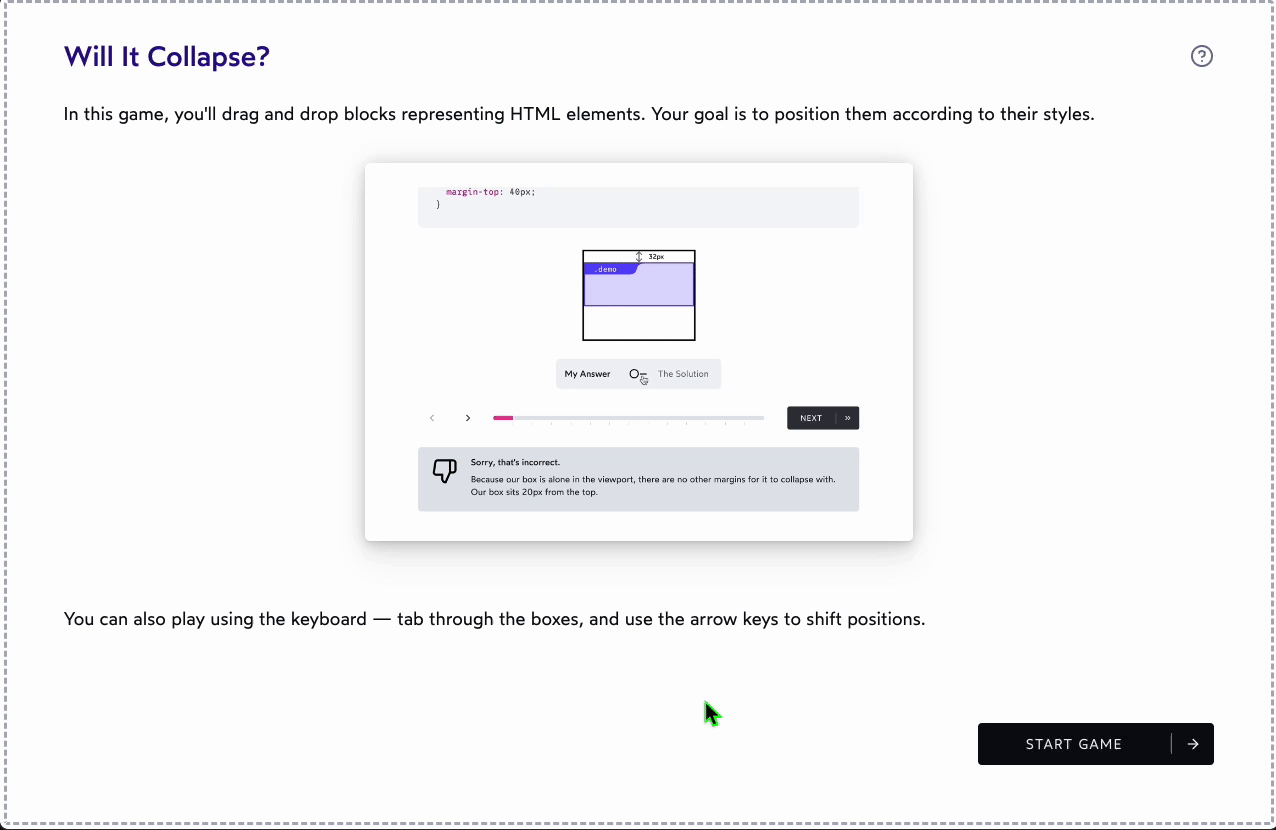 Will It Collapse?
In this game, you'll drag and drop blocks representing HTML elements. Your goal is to position them according to their styles.
margin-top: 40px;
}
32px
.demo
My Answer
The Solution
NEXT
Sorry, that's incorrect.
Because our box is alone in the viewport, there are no other margins for it to collapse with.
Our box sits 20px from the top.
You can also play using the keyboard — tab through the boxes, and use the arrow keys to shift positions.
START GAME